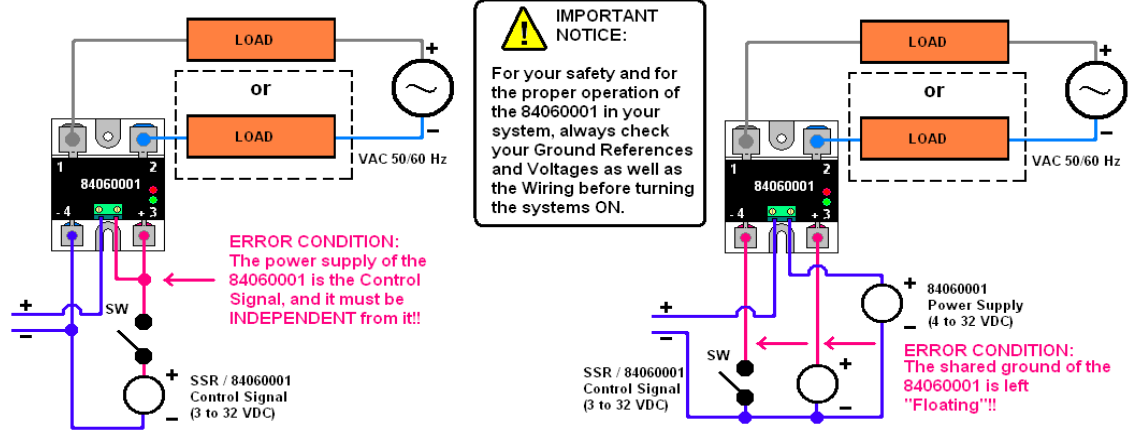 LOAD
+
or
LOAD
−
VAC 50/60 Hz
1
2
84060001
- 4
+ 3
ERROR CONDITION:
The power supply of the
84060001 is the Control
Signal, and it must be
INDEPENDENT from it!!
+
−
SW
+
−
SSR / 84060001
Control Signal
(3 to 32 VDC)
IMPORTANT
NOTICE:
For your safety and for
the proper operation of
the 84060001 in your
system, always check
your Ground References
and Voltages as well as
the Wiring before turning
the systems ON.
LOAD
+
or
LOAD
−
VAC 50/60 Hz
1
2
84060001
- 4
+ 3
+
84060001
Power Supply
(4 to 32 VDC)
−
+
−
SW
SSR / 84060001
Control Signal
(3 to 32 VDC)
+
−
ERROR CONDITION:
The shared ground of the
84060001 is left
"Floating"!!